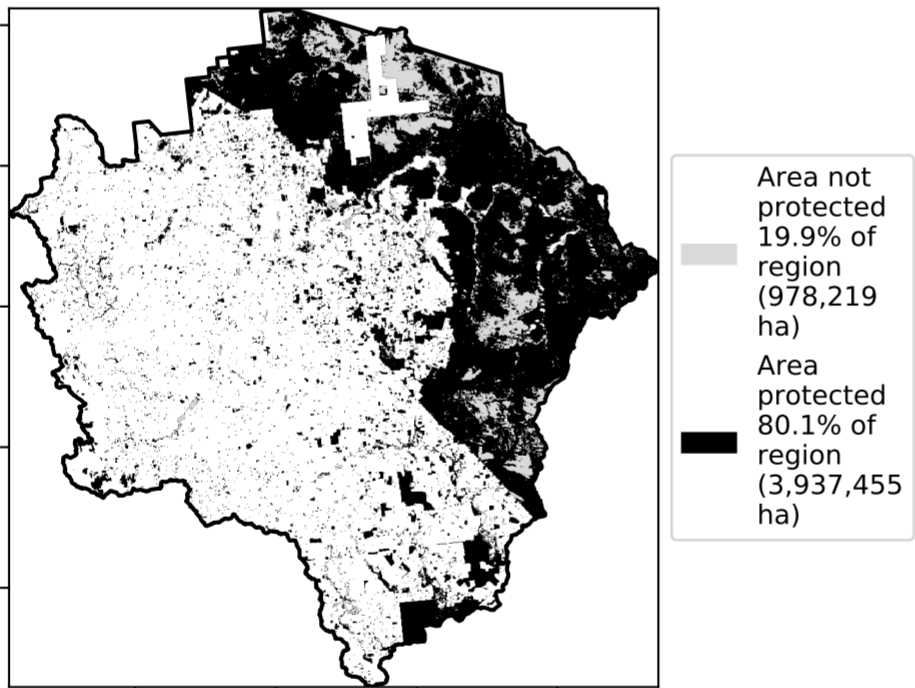 Area not
protected
19.9% of
region
(978,219
ha)
Area
protected
80.1% of
region
(3,937,455
ha)